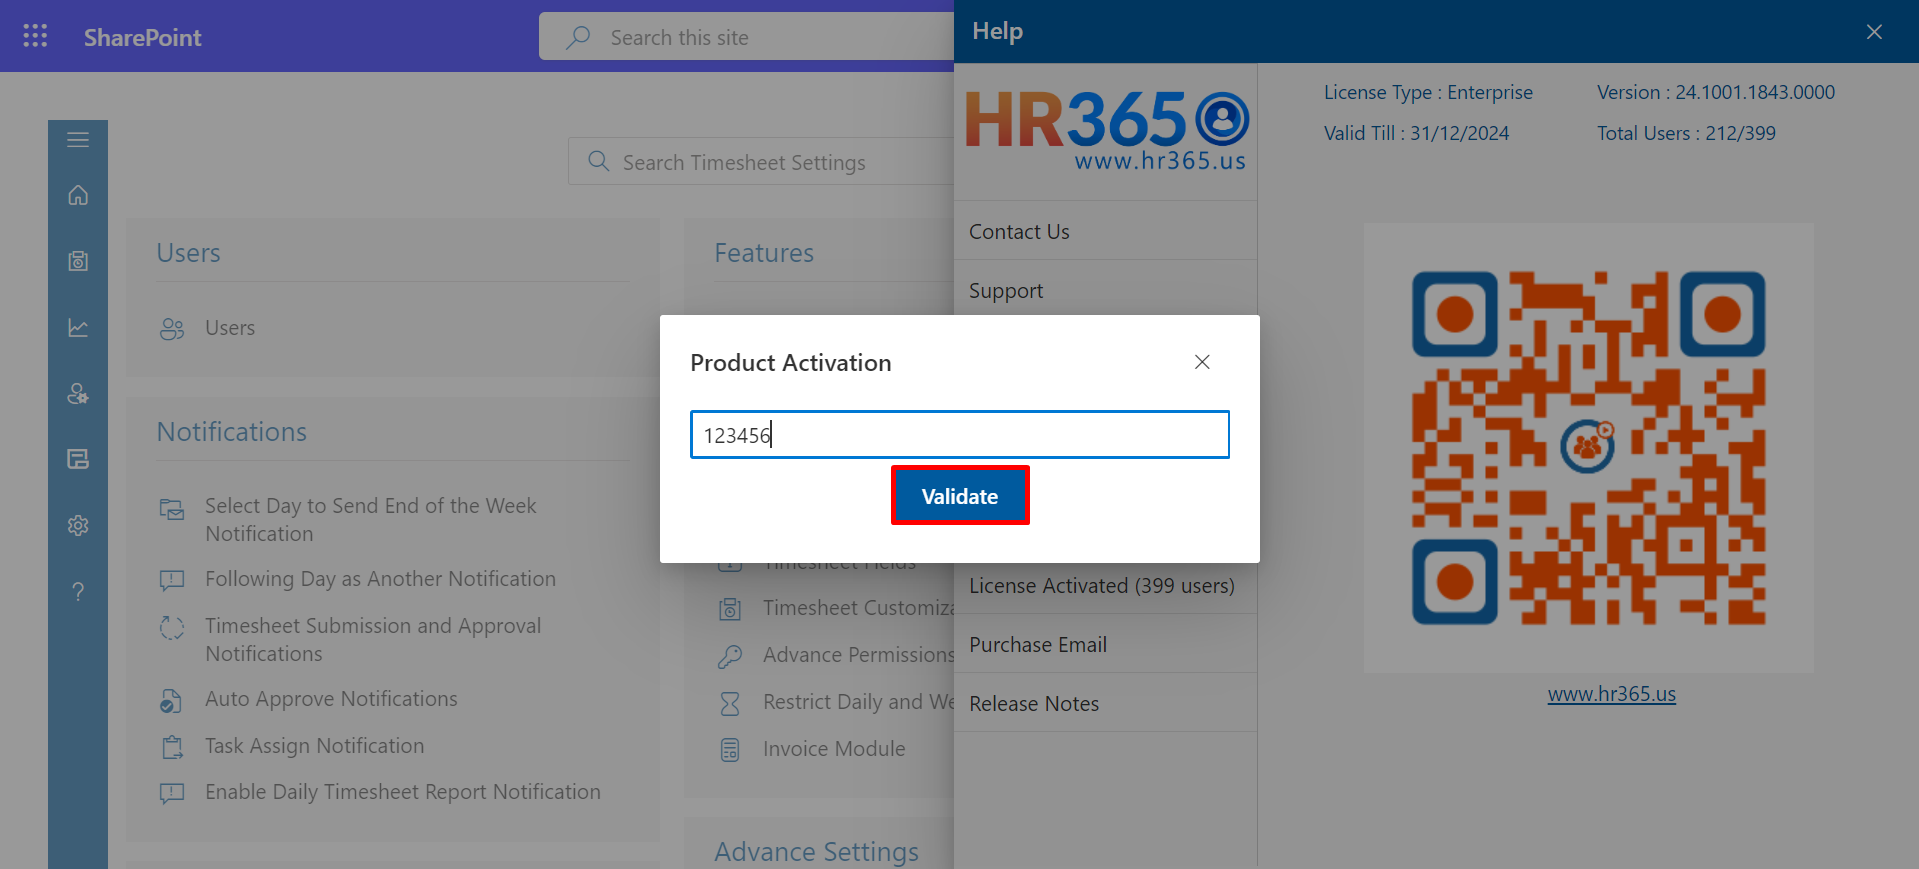 SharePoint
Search this site
Help
HR365
www.hr365.us
License Type : Enterprise
Version : 24.1001.1843.0000
Valid Till : 31/12/2024
Total Users : 212/399
Search Timesheet Settings
Users
Users
Notifications
Select Day to Send End of the Week
Notification
Following Day as Another Notification
Timesheet Submission and Approval
Notifications
Auto Approve Notifications
Task Assign Notification
Enable Daily Timesheet Report Notification
Features
Timesheet Fields
Timesheet Customiza
Advance Permissions
Restrict Daily and We
Invoice Module
Advance Settings
Contact Us
Support
Product Activation
123456
Validate
License Activated (399 users)
Purchase Email
Release Notes
www.hr365.us